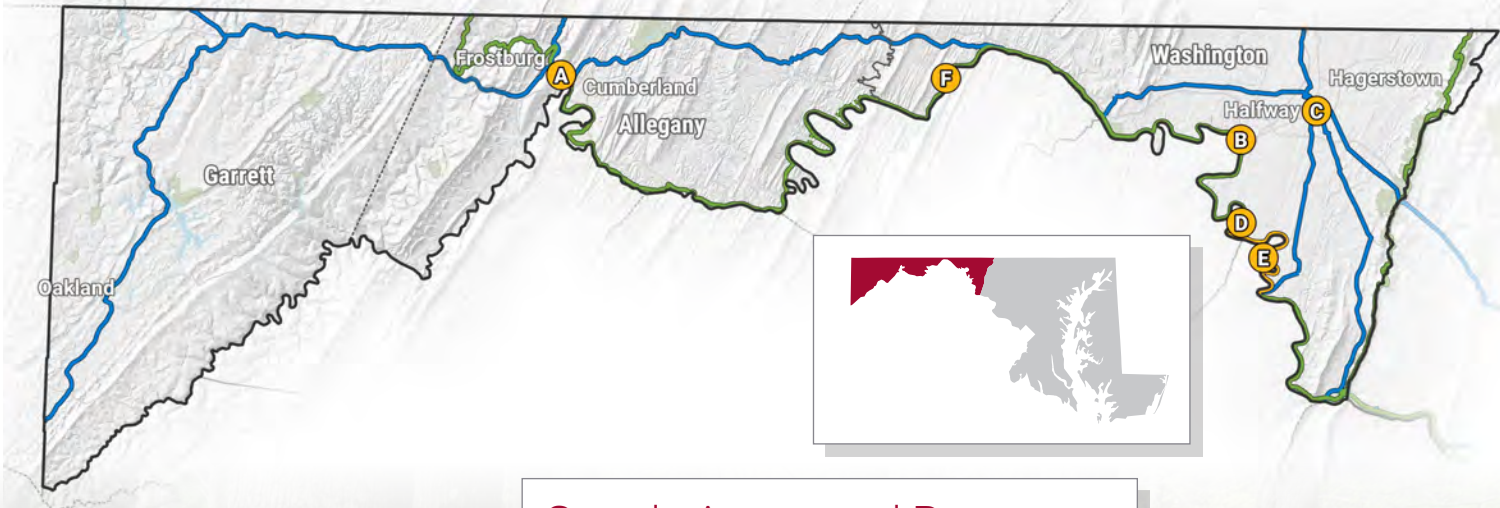 Frostburg
A
Cumberland
Allegany
F
Washington
Hagerstown
Halfway
C
B
Garrett
D
E
Oakland